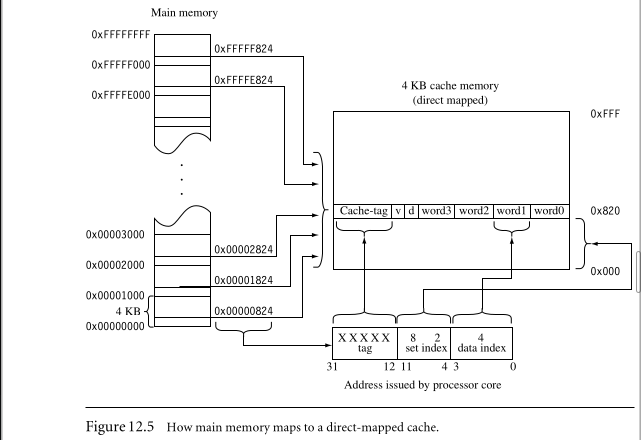 Main memory
0xFFFFFFFF
0xFFFFF824
0xFFFFF000
0xFFFFE824
0xFFFFE000
4 KB cache memory
(direct mapped)
0xFFF
Cache-tag v d word3 word2 word1 word0
0x820
0x00003000
0x00002824
0x00002000
0x000
0x00001824
0x00001000
4 KB
0x00000824
0x00000000
X X X X X 8 2 4
tag set index data index
31 12 11 4 3 0
Address issued by processor core
Figure 12.5 How main memory maps to a direct-mapped cache.